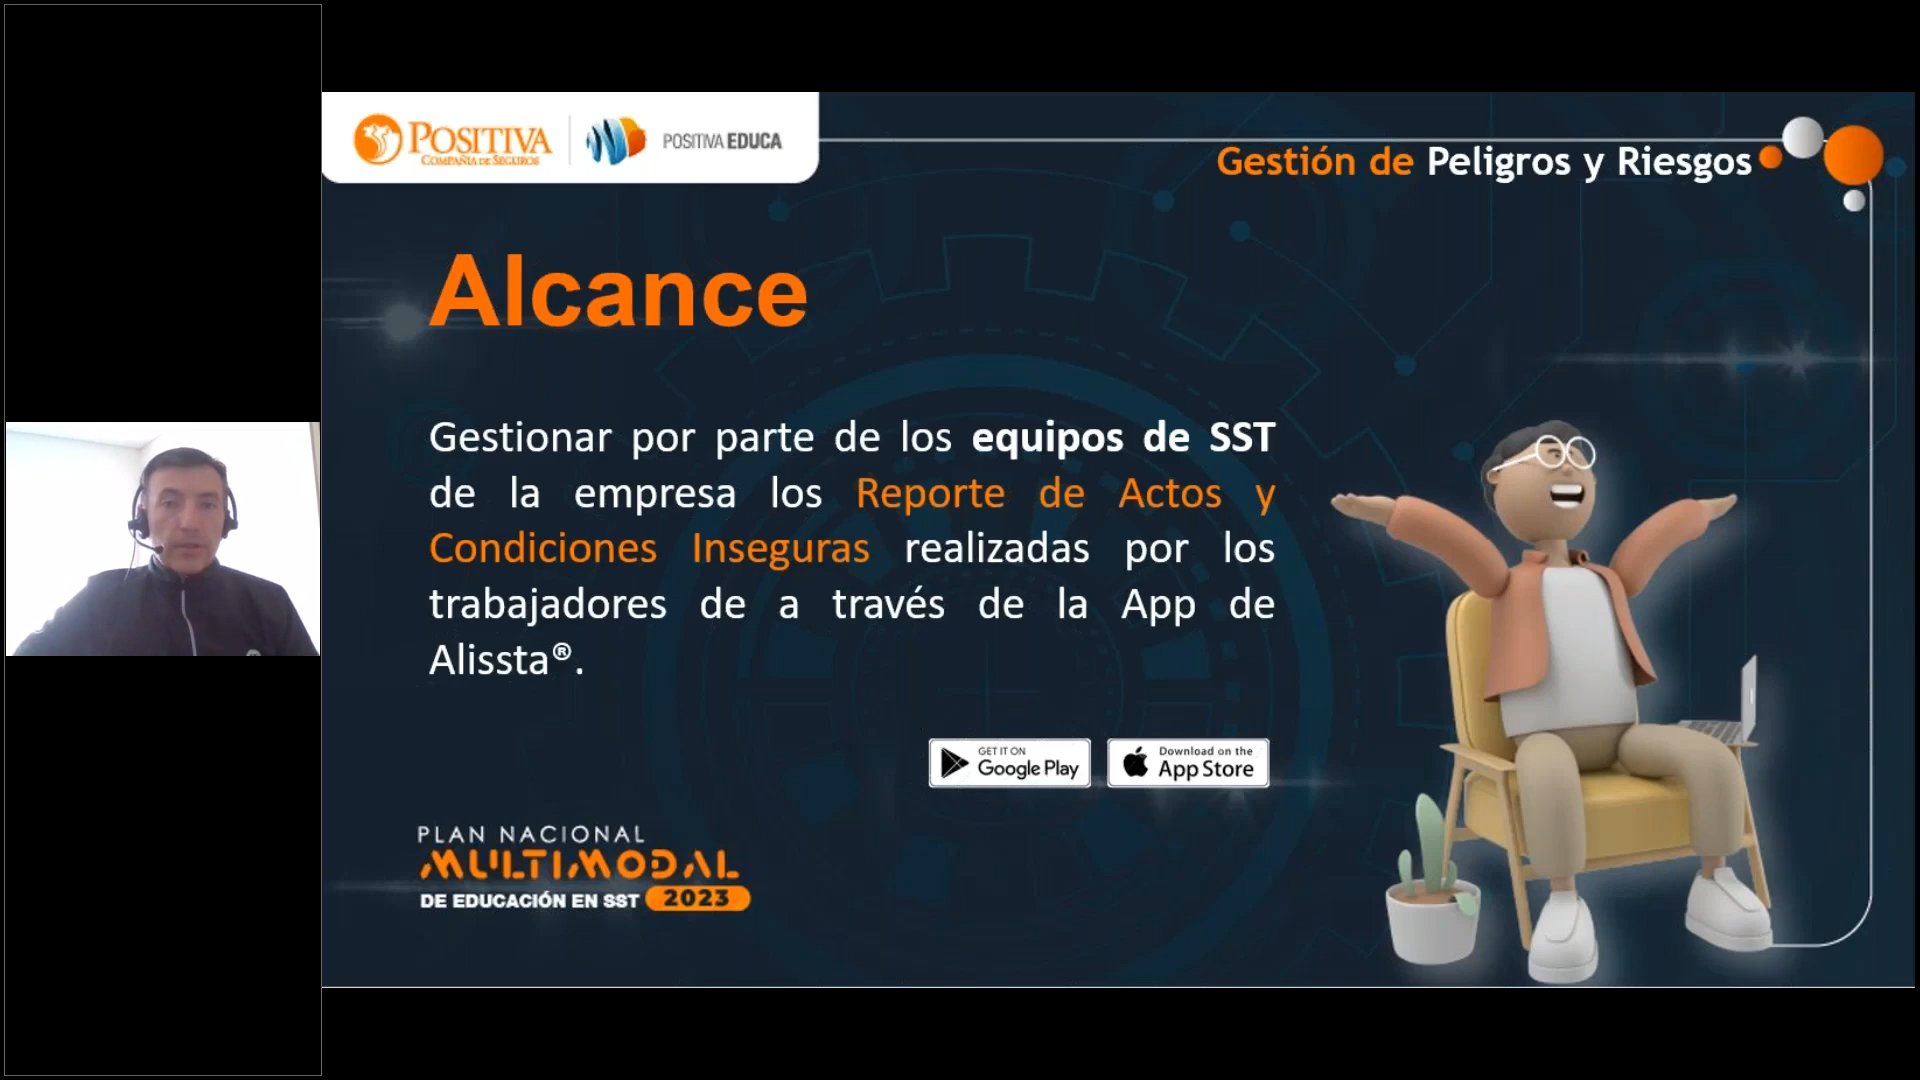 POSITIVA
COMPAÑIA DE SEGUROS
POSITIVA EDUCA
Gestión de Peligros y Riesgos
Alcance
Gestionar por parte de los equipos de SST
de la empresa los Reporte de Actos y
Condiciones Inseguras realizadas por los
trabajadores de a través de la App de
Alissta®.
GET IT ON
Google Play
Download on the
App Store
PLAN NACIONAL
MULTIMODAL
DE EDUCACIÓN EN SST 2023